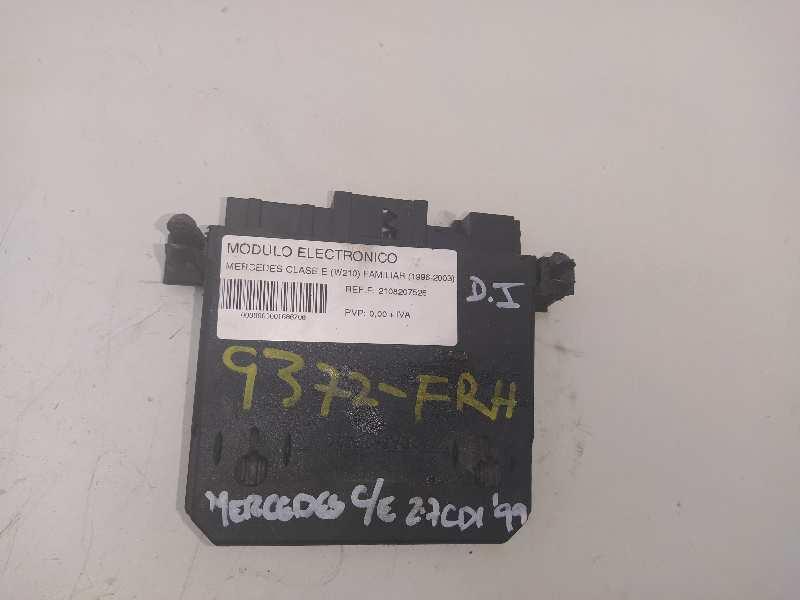 MODULO ELECTRONICO
MERCEDES CLASE E (W210) FAMILIAR (1996-2003)
REF.F: 2108207526
PVP: 0,00 + IVA
D.I
9372-FRH
MERCEDES C/E 2.7CDI '99